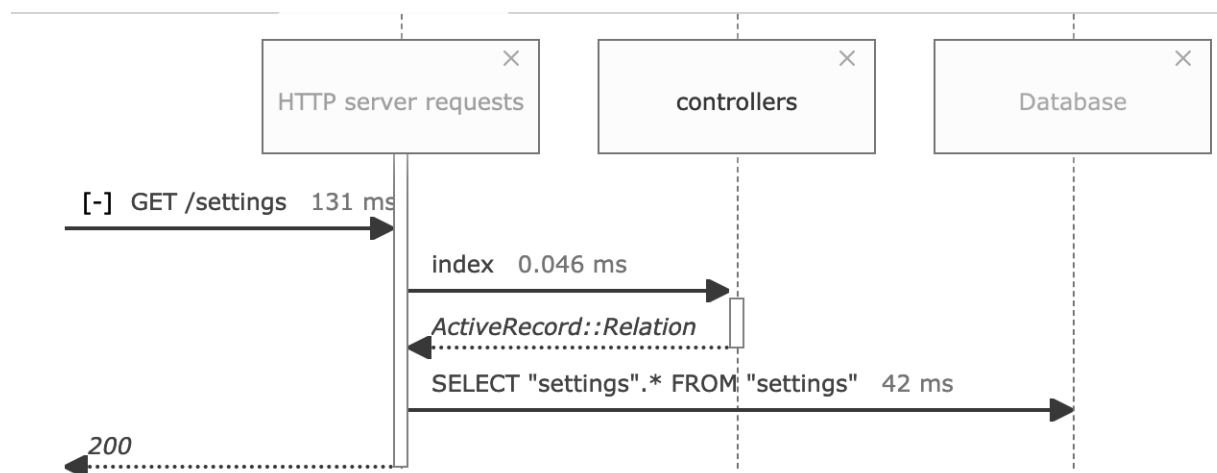 HTTP server requests
controllers
Database
[-] GET /settings 131 ms
index 0.046 ms
ActiveRecord::Relation
SELECT "settings".* FROM "settings" 42 ms
200